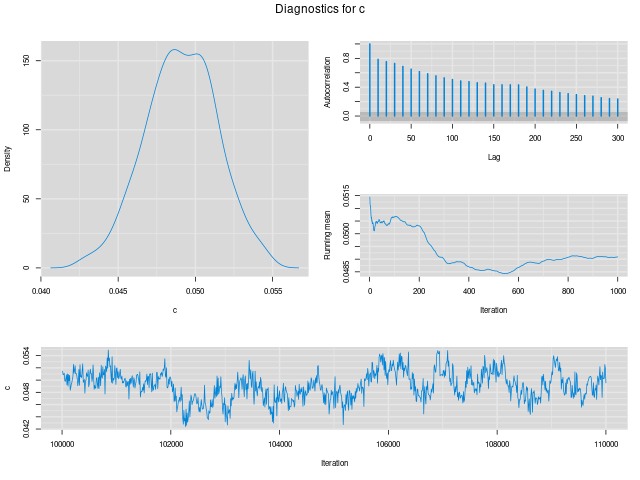 Diagnostics for c
Density
0 50 100 150
0.040 0.045 0.050 0.055
c
Autocorrelation
0.0 0.4 0.8
0 50 100 150 200 250 300
Lag
Running mean
0.0485 0.0500 0.0515
0 200 400 600 800 1000
Iteration
c
0.042 0.048 0.054
100000 102000 104000 106000 108000 110000
Iteration